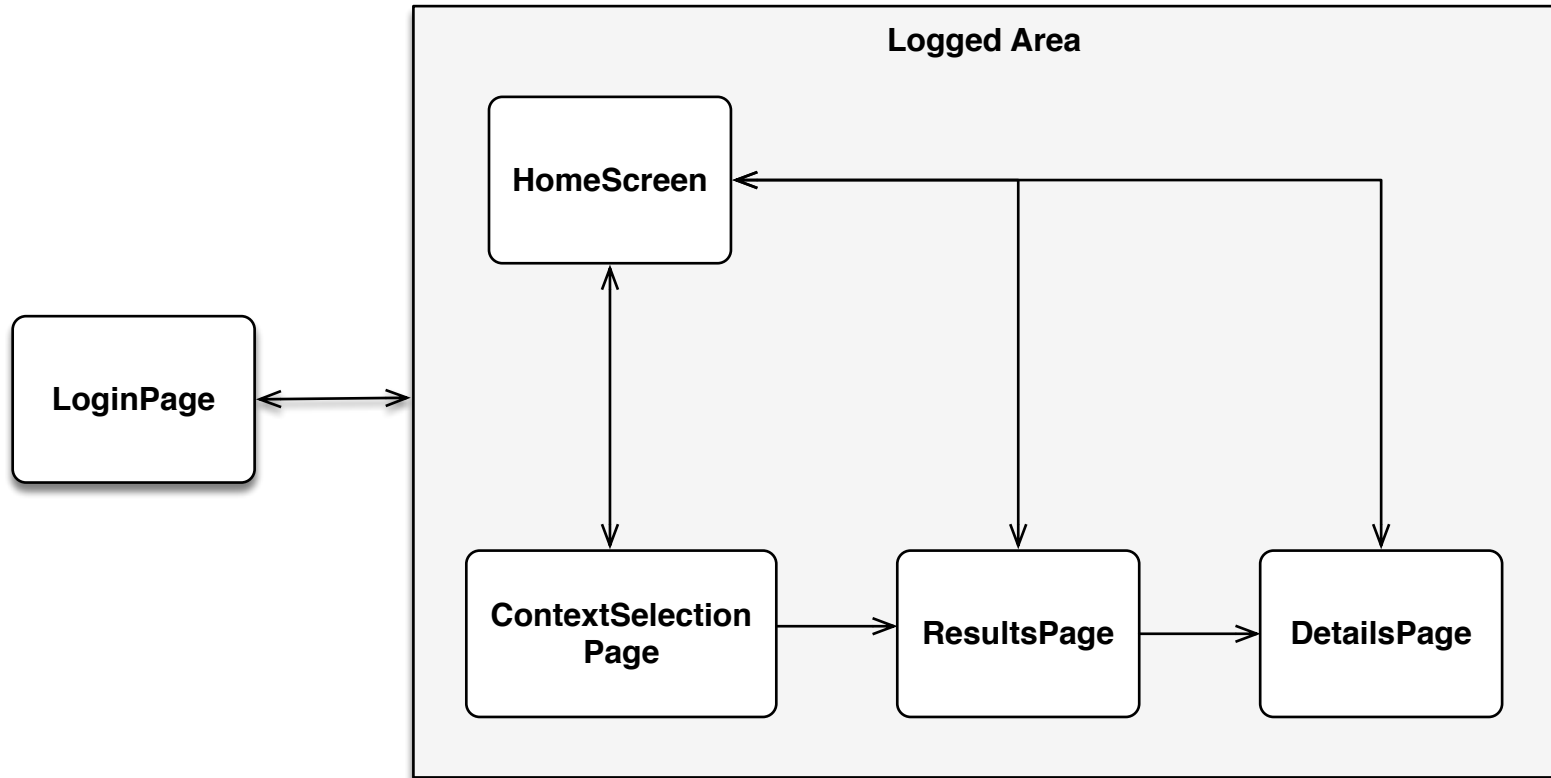 Logged Area
HomeScreen
LoginPage
ContextSelection
Page
ResultsPage
DetailsPage